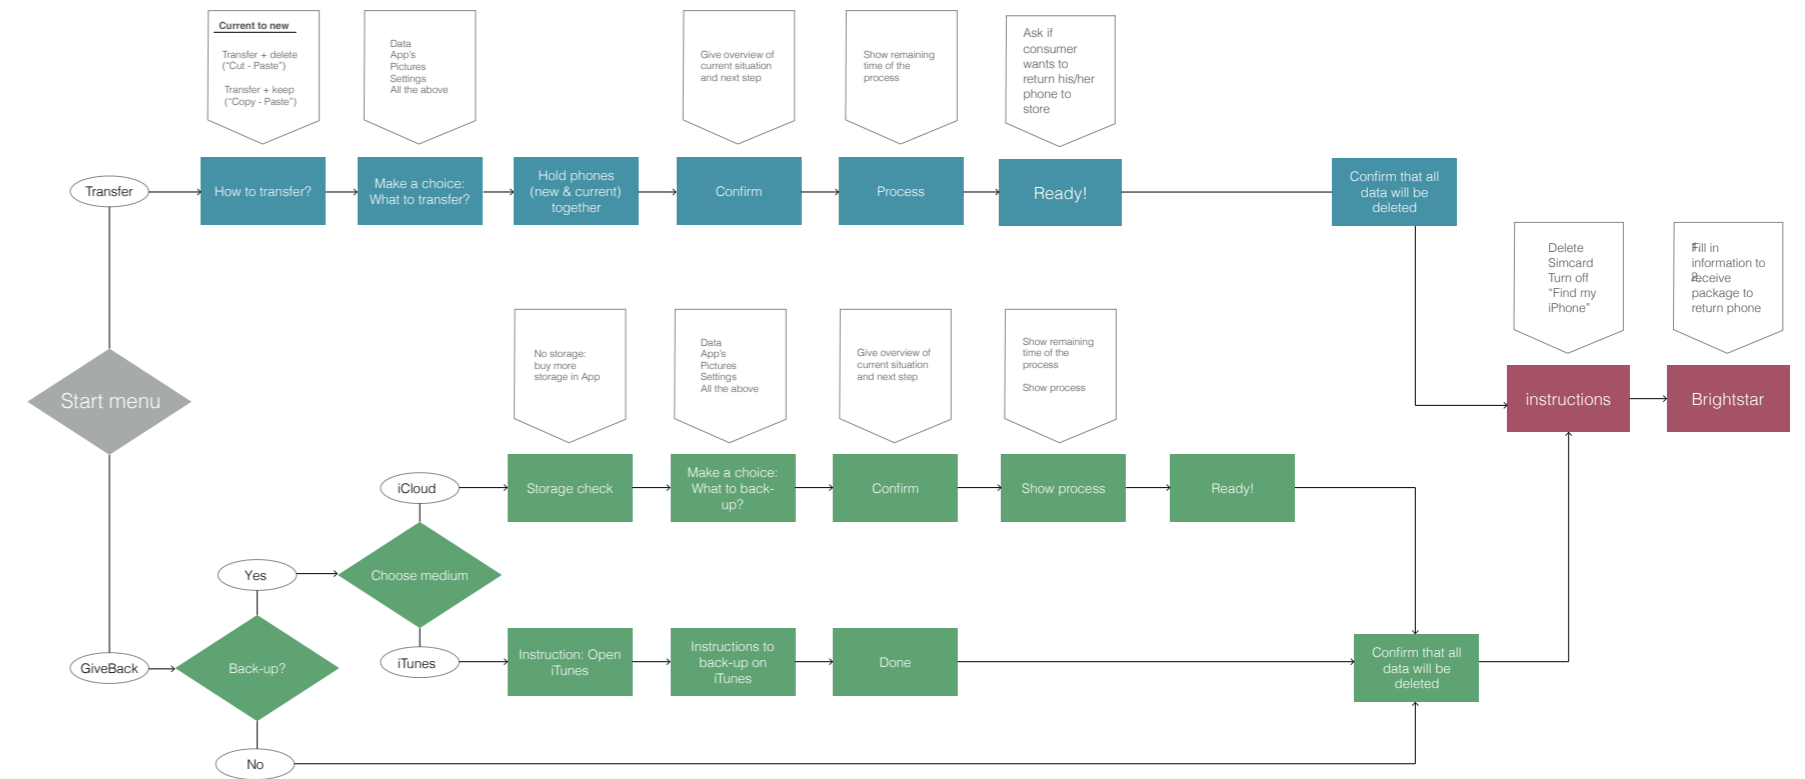 Current to new
Transfer + delete
("Cut - Paste")
Transfer + keep
("Copy - Paste")
Data
App's
Pictures
Settings
All the above
Give overview of
current situation
and next step
Show remaining
time of the
process
Ask if
consumer
wants to
return his/her
phone to
store
Transfer
How to transfer?
Make a choice:
What to transfer?
Hold phones
(new & current)
together
Confirm
Process
Ready!
Confirm that all
data will be
deleted
Delete
Simcard
Turn off
“Find my
iPhone”
1.
Fill in
information to
2.
receive
package to
return phone
Start menu
instructions
Brightstar
No storage:
buy more
storage in App
Data
App's
Pictures
Settings
All the above
Give overview of
current situation
and next step
Show remaining
time of the
process
Show process
iCloud
Storage check
Make a choice:
What to back-
up?
Confirm
Show process
Ready!
Yes
Choose medium
GiveBack
Back-up?
iTunes
Instruction: Open
iTunes
Instructions to
back-up on
iTunes
Done
Confirm that all
data will be
deleted
No